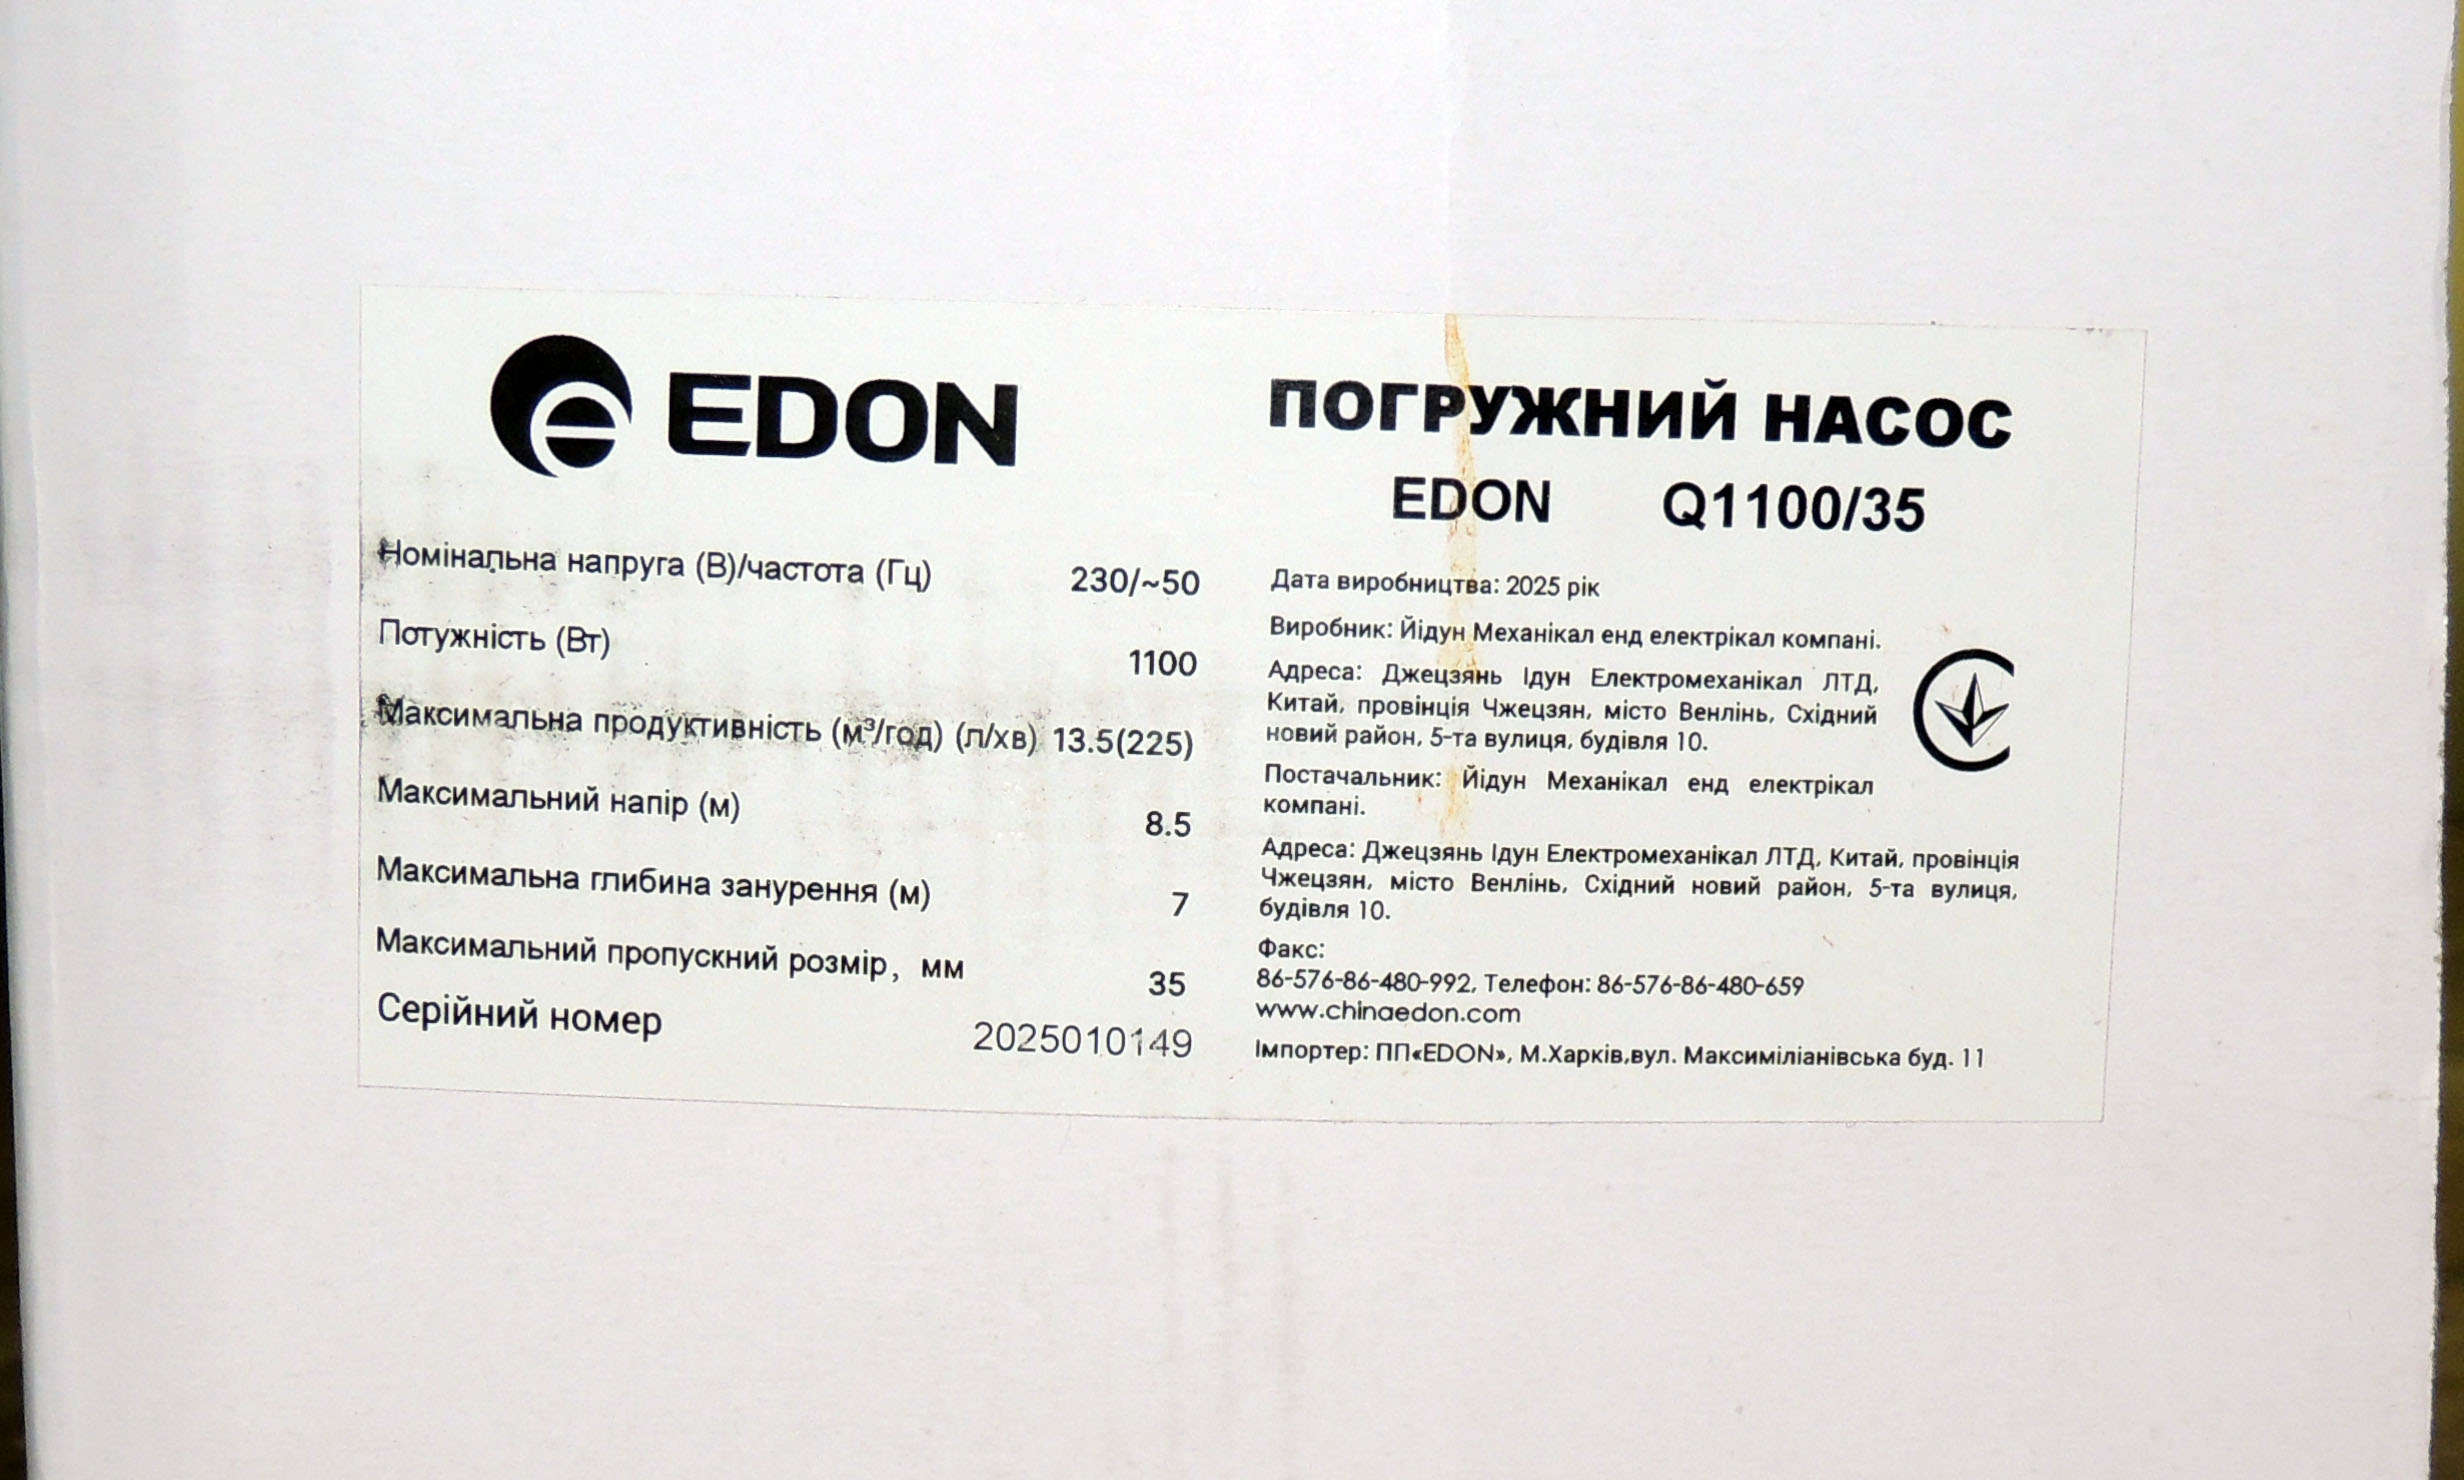 EDON
Номінальна напруга (В)/частота (Гц) 230/~50
Потужність (Вт) 1100
Максимальна продуктивність (м³/год) (л/хв) 13.5(225)
Максимальний напір (м) 8.5
Максимальна глибина занурення (м) 7
Максимальний пропускний розмір, мм 35
Серійний номер 2025010149
ПОГРУЖНИЙ НАСОС
EDON Q1100/35
Дата виробництва: 2025 рік
Виробник: Йідун Механікал енд електрікал компані.
Адреса: Джецзянь Ідун Електромеханікал ЛТД,
Китай, провінція Чжецзян, місто Венлінь, Східний
новий район, 5-та вулиця, будівля 10.
Постачальник: Йідун Механікал енд електрікал
компані.
Адреса: Джецзянь Ідун Електромеханікал ЛТД, Китай, провінція
Чжецзян, місто Венлінь, Східний новий район, 5-та вулиця,
будівля 10.
Факс:
86-576-86-480-992, Телефон: 86-576-86-480-659
www.chinaedon.com
Імпортер: ПП«EDON», М.Харків,вул. Максиміліанівська буд. 11